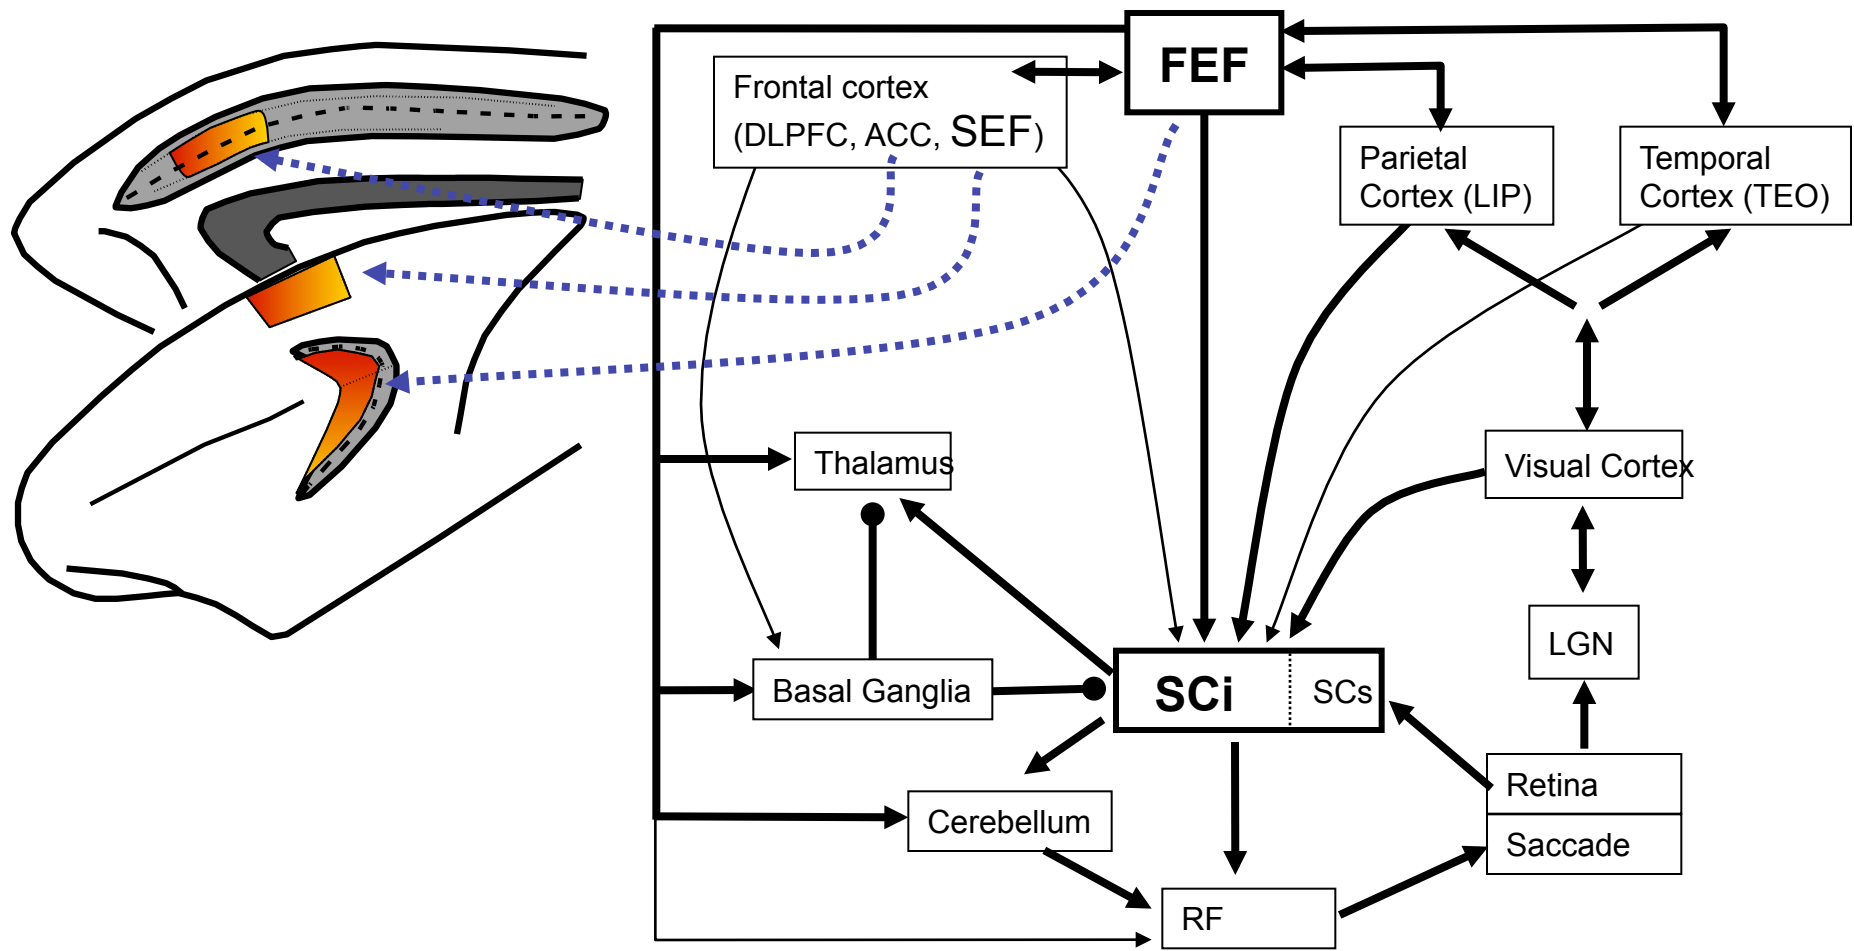 FEF
Frontal cortex
(DLPFC, ACC, SEF)
Parietal
Cortex (LIP)
Temporal
Cortex (TEO)
Thalamus
Visual Cortex
LGN
Basal Ganglia
SCi
SCs
Retina
Cerebellum
Saccade
RF